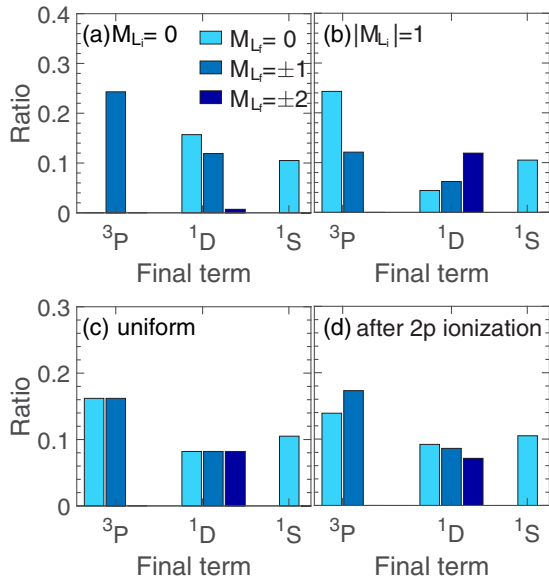 (a) M_Li = 0
M_Lf = 0
M_Lf = ±1
M_Lf = ±2
(b) |M_Li|=1
0.4
0.3
0.2
0.1
0
Ratio
³P
¹D
¹S
Final term
³P
¹D
¹S
Final term
(c) uniform
(d) after 2p ionization
0.3
0.2
0.1
0
Ratio
³P
¹D
¹S
Final term
³P
¹D
¹S
Final term